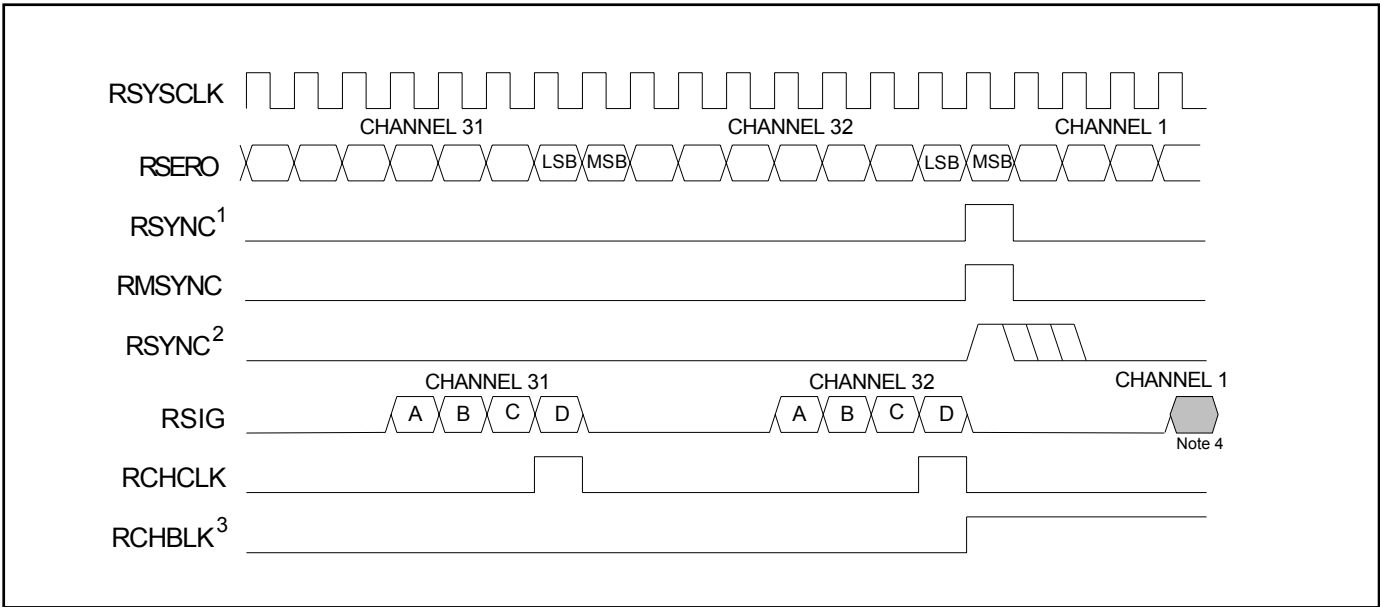 RSYSCLK
CHANNEL 31 CHANNEL 32 CHANNEL 1
RSERO LSB MSB LSB MSB
RSYNC1
RMSYNC
RSYNC2
CHANNEL 31 CHANNEL 32 CHANNEL 1
RSIG A B C D A B C D
Note 4
RCHCLK
RCHBLK3